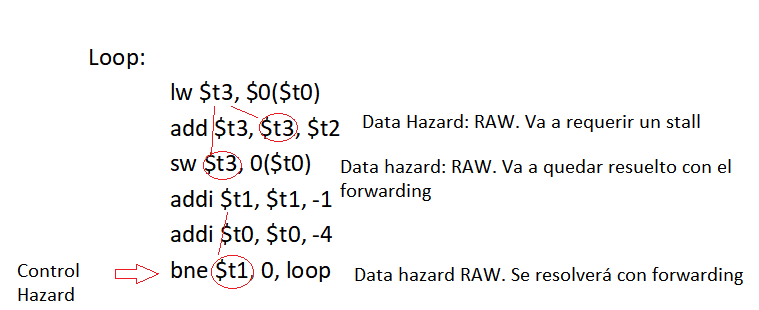 Loop:
lw $t3, $0($t0)
add $t3, $t3, $t2 Data Hazard: RAW. Va a requerir un stall
sw $t3, 0($t0) Data hazard: RAW. Va a quedar resuelto con el
forwarding
addi $t1, $t1, -1
addi $t0, $t0, -4
Control
Hazard
bne $t1, 0, loop Data hazard RAW. Se resolverá con forwarding